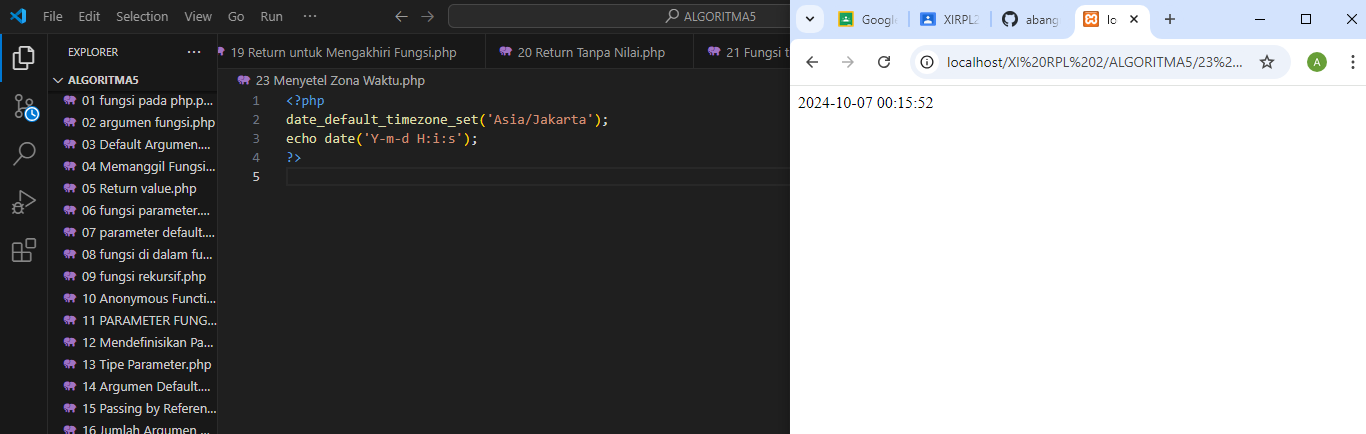 File Edit Selection View Go Run ···
ALGORITMA5
EXPLORER ···
ALGORITMA5
01 fungsi pada php.p...
02 argumen fungsi.php
03 Default Argumen....
04 Memanggil Fungsi...
05 Return value.php
06 fungsi parameter....
07 parameter default....
08 fungsi di dalam fu...
09 fungsi rekursif.php
10 Anonymous Functi...
11 PARAMETER FUNG...
12 Mendefinisikan Pa...
13 Tipe Parameter.php
14 Argumen Default....
15 Passing by Referen...
16 Jumlah Argumen ...
19 Return untuk Mengakhiri Fungsi.php
20 Return Tanpa Nilai.php
21 Fungsi t
23 Menyetel Zona Waktu.php
1 <?php
2 date_default_timezone_set('Asia/Jakarta');
3 echo date('Y-m-d H:i:s');
4 ?>
5
Google
XIRPL2
abang
lo
localhost/XI%20RPL%202/ALGORITMA5/23%2...
A
2024-10-07 00:15:52